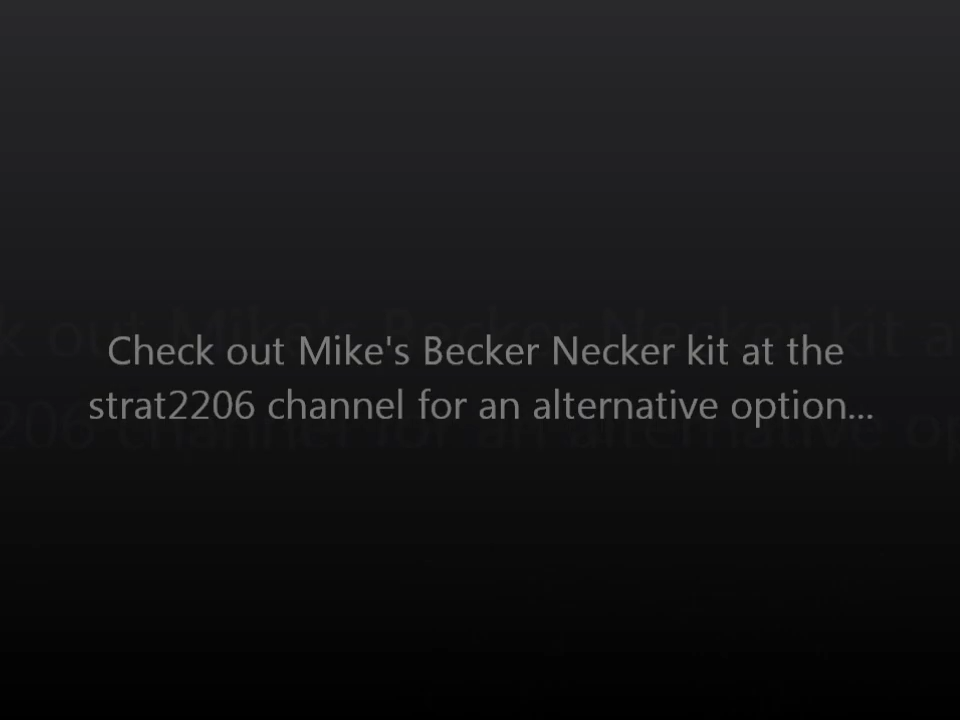 Check out Mike's Becker Necker kit at the
strat2206 channel for an alternative option...